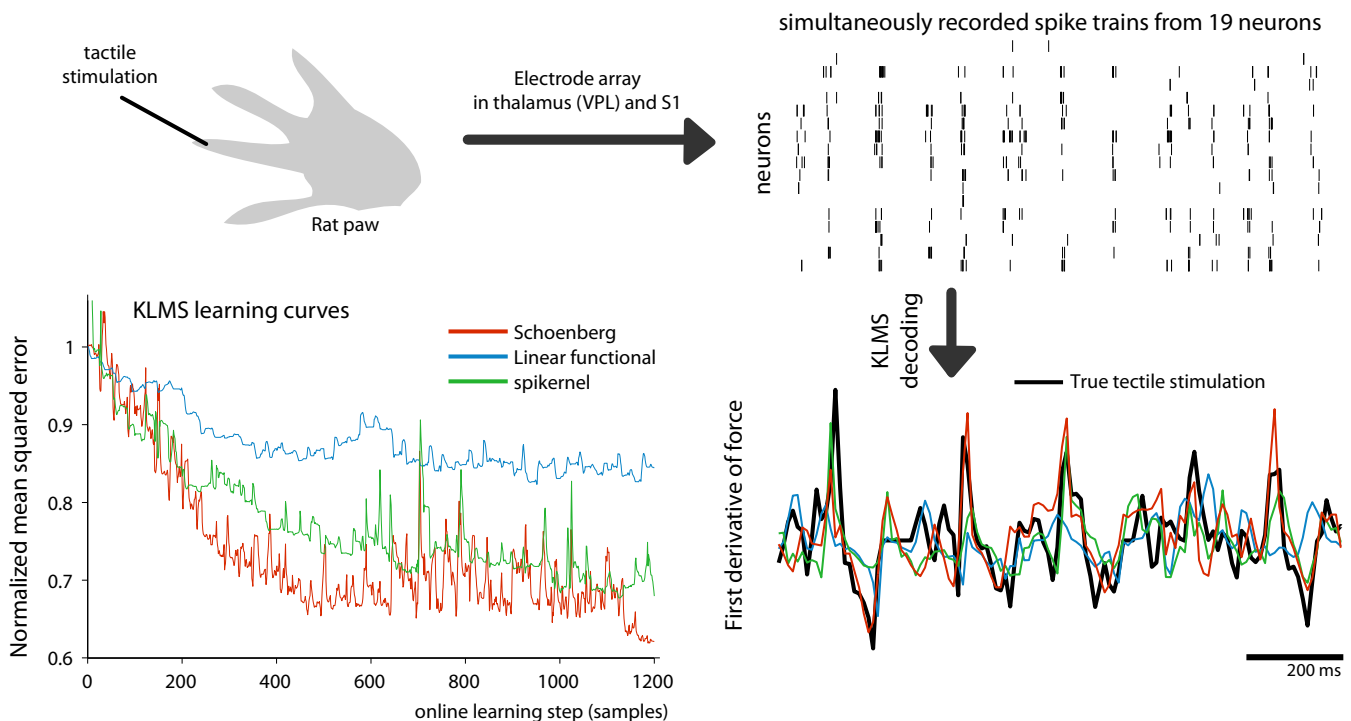 simultaneously recorded spike trains from 19 neurons
tactile
stimulation
Electrode array
in thalamus (VPL) and S1
neurons
Rat paw
KLMS learning curves
Schoenberg
Linear functional
spikernel
Normalized mean squared error
1
0.9
0.8
0.7
0.6
0
200
400
600
800
1000
1200
online learning step (samples)
KLMS
decoding
True tectile stimulation
First derivative of force
200 ms